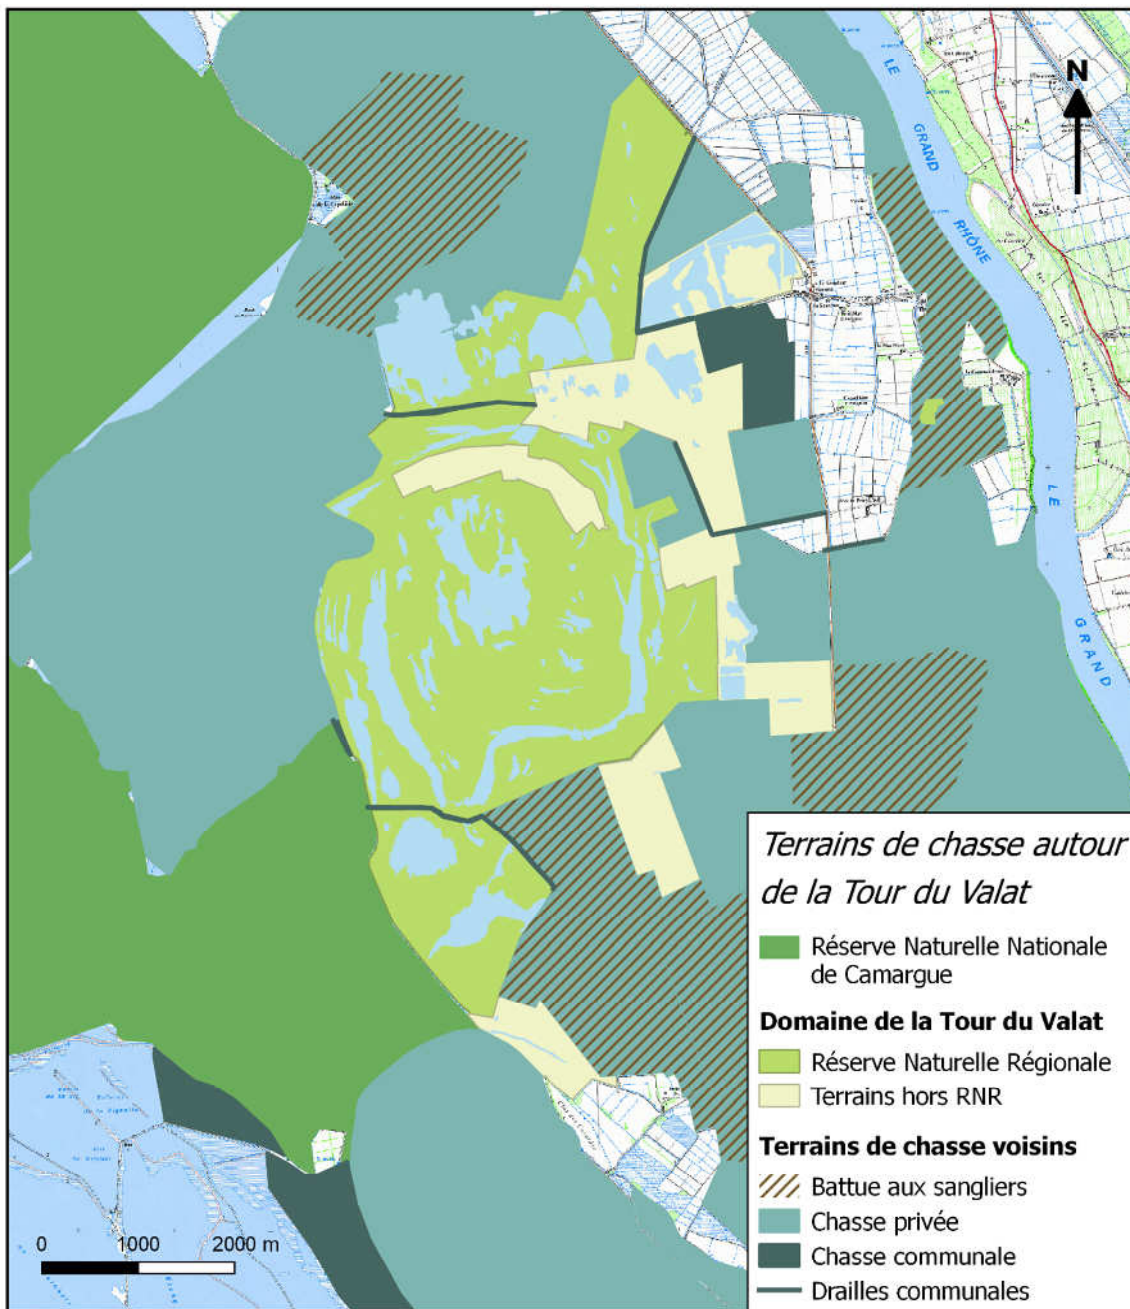 N
LE
GRAND
RHÔNE
LE
GRAND
Terrains de chasse autour
de la Tour du Valat
Réserve Naturelle Nationale
de Camargue
Domaine de la Tour du Valat
Réserve Naturelle Régionale
Terrains hors RNR
Terrains de chasse voisins
Battue aux sangliers
Chasse privée
Chasse communale
Drailles communales
0 1000 2000 m